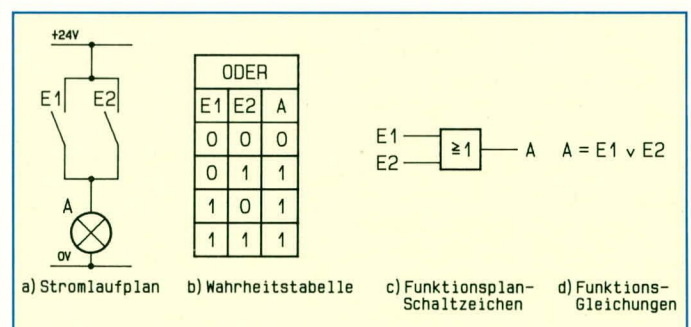 +24V
E1 E2
A
0V
a) Stromlaufplan
ODER
E1 E2 A
0 0 0
0 1 1
1 0 1
1 1 1
b) Wahrheitstabelle
E1
E2
≧1
A
c) Funktionsplan-
Schaltzeichen
A = E1 ∨ E2
d) Funktions-
Gleichungen